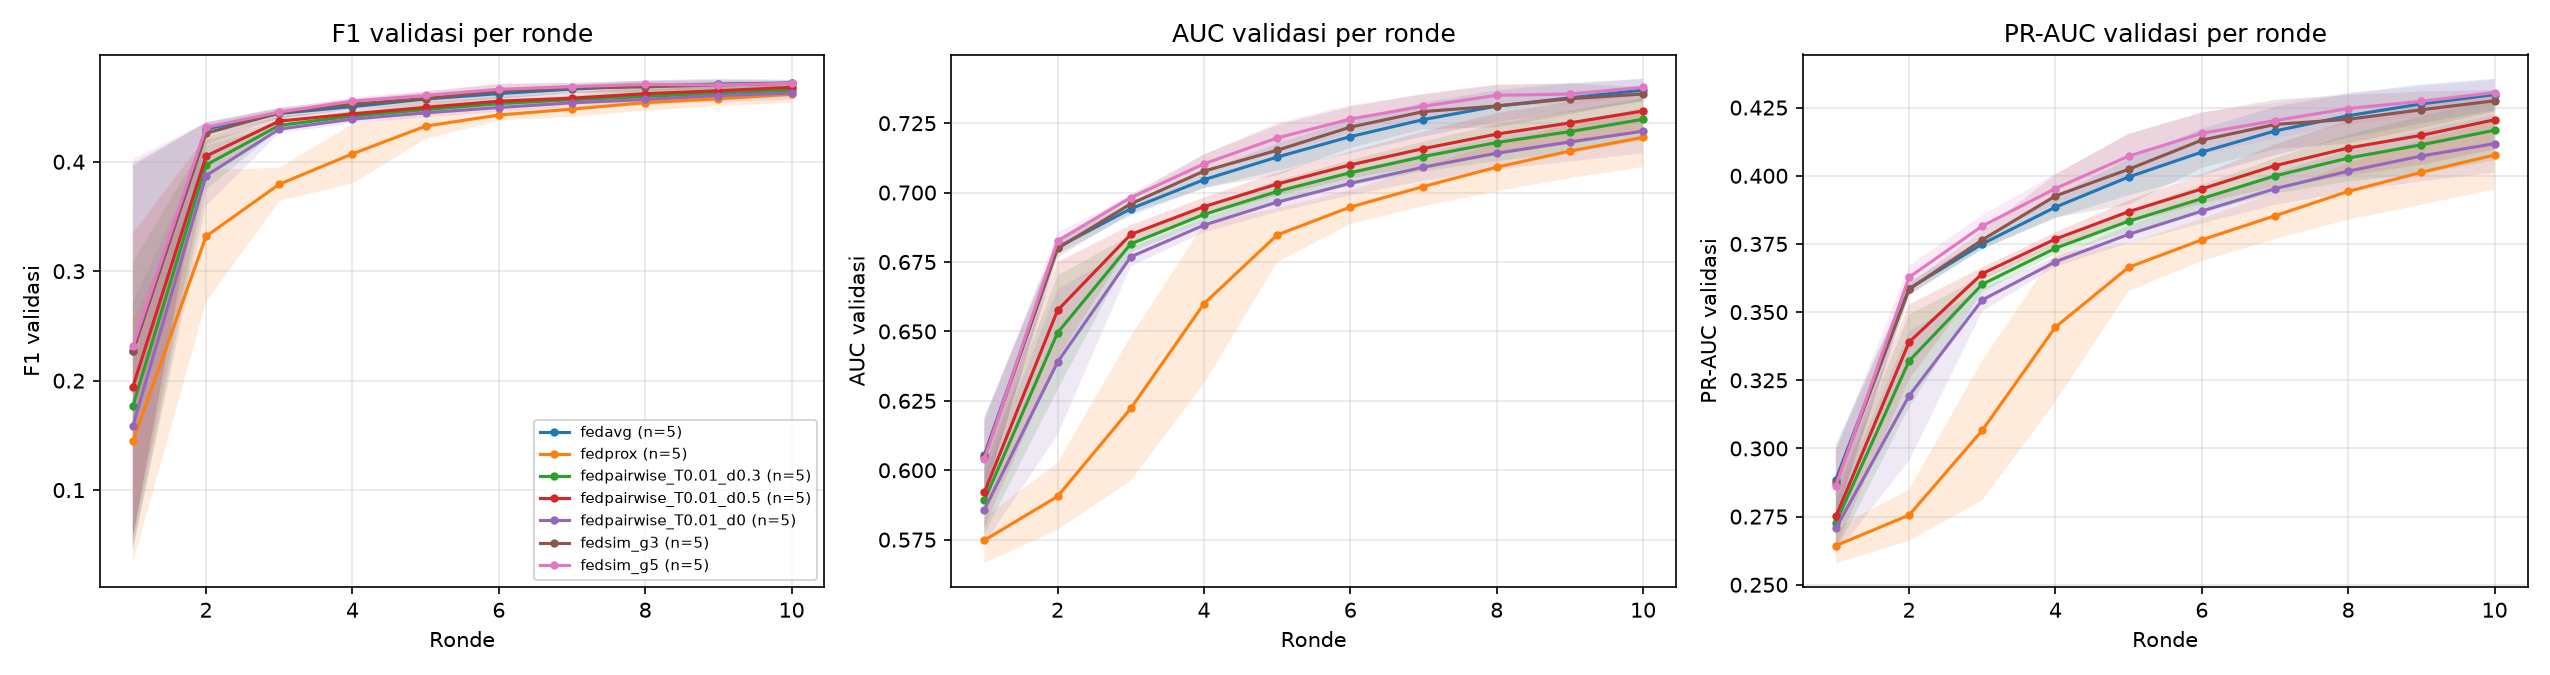 F1 validasi per ronde
F1 validasi
0.4
0.3
0.2
0.1
fedavg (n=5)
fedprox (n=5)
fedpairwise_T0.01_d0.3 (n=5)
fedpairwise_T0.01_d0.5 (n=5)
fedpairwise_T0.01_d0 (n=5)
fedsim_g3 (n=5)
fedsim_g5 (n=5)
2 4 6 8 10
Ronde
AUC validasi per ronde
AUC validasi
0.725
0.700
0.675
0.650
0.625
0.600
0.575
2 4 6 8 10
Ronde
PR-AUC validasi per ronde
PR-AUC validasi
0.425
0.400
0.375
0.350
0.325
0.300
0.275
0.250
2 4 6 8 10
Ronde